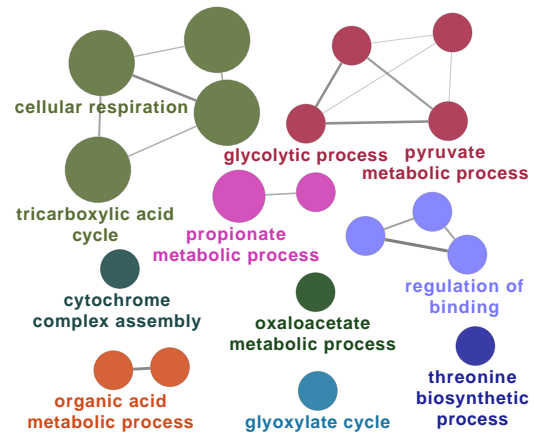 cellular respiration
glycolytic process
pyruvate
metabolic process
tricarboxylic acid
cycle
propionate
metabolic process
regulation of
binding
cytochrome
complex assembly
oxaloacetate
metabolic process
threonine
biosynthetic
process
organic acid
metabolic process
glyoxylate cycle